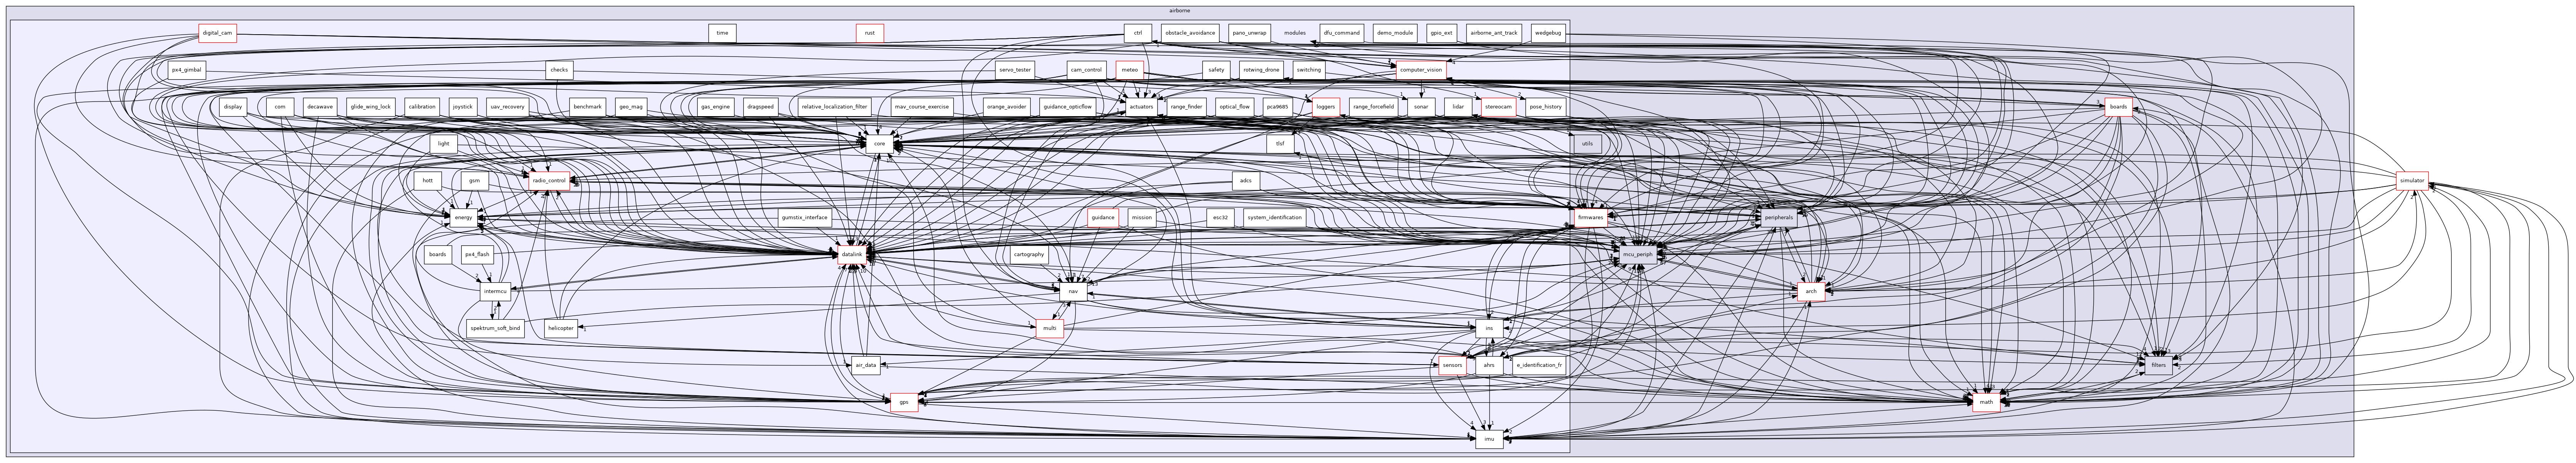 airborne
digital_cam
time
rust
ctrl
obstacle_avoidance
pano_unwrap
modules
dfu_command
demo_module
gpio_ext
airborne_ant_track
wedgebug
px4_gimbal
checks
servo_tester
cam_control
meteo
safety
rotwing_drone
switching
computer_vision
display
com
decawave
glide_wing_lock
calibration
joystick
uav_recovery
benchmark
geo_mag
gas_engine
dragspeed
relative_localization_filter
mav_course_exercise
orange_avoider
guidance_opticflow
actuators
range_finder
optical_flow
pca9685
loggers
range_forcefield
sonar
lidar
stereocam
pose_history
boards
light
core
tlsf
utils
hott
gsm
radio_control
adcs
simulator
energy
gumstix_interface
guidance
mission
esc32
system_identification
firmwares
peripherals
boards
px4_flash
datalink
cartography
mcu_periph
intermcu
nav
arch
spektrum_soft_bind
helicopter
multi
ins
air_data
sensors
ahrs
e_identification_fr
filters
gps
math
imu